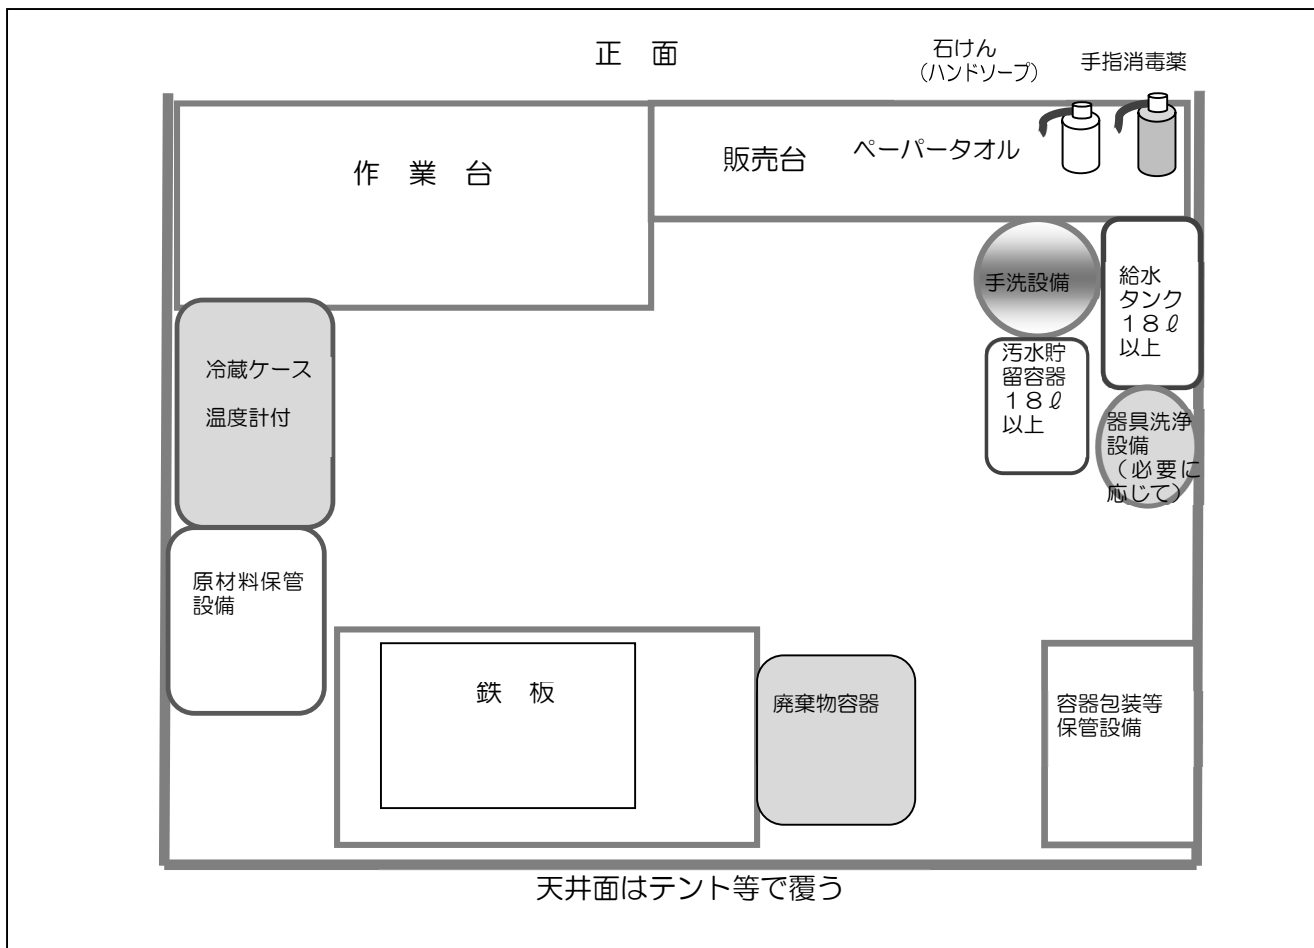 正　面
石けん
（ハンドソープ）
手指消毒薬
作　業　台
販売台
ペーパータオル
手洗設備
給水
タンク
１８ℓ
以上
汚水貯
留容器
１８ℓ
以上
冷蔵ケース
温度計付
器具洗浄
設備
（必要に
応じて）
原材料保管
設備
鉄　板
廃棄物容器
容器包装等
保管設備
天井面はテント等で覆う